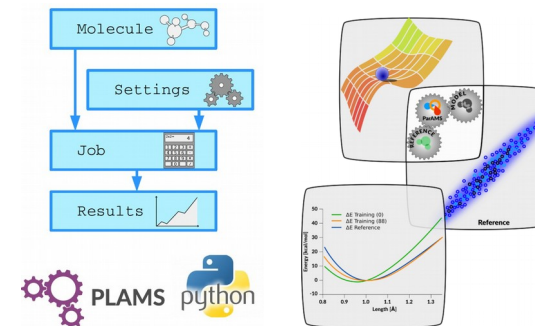 Molecule
Settings
Job
Results
PLAMS
python
ParAMS
MODEL
REFERENCE
Reference
ΔE Training (0)
ΔE Training (88)
ΔE Reference
Energy [kcal/mol]
50
40
30
20
10
0
-10
0.8
0.9
1.0
1.1
1.2
1.3
Length [Å]